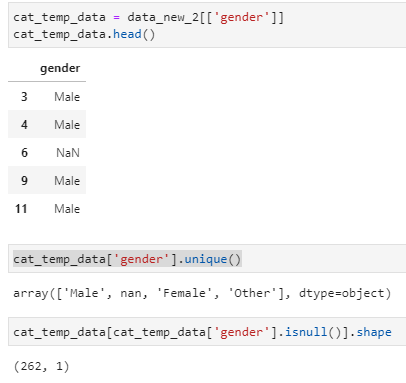 cat_temp_data = data_new_2[['gender']]
cat_temp_data.head()
gender
3 Male
4 Male
6 NaN
9 Male
11 Male
cat_temp_data['gender'].unique()
array(['Male', nan, 'Female', 'Other'], dtype=object)
cat_temp_data[cat_temp_data['gender'].isnull()].shape
(262, 1)